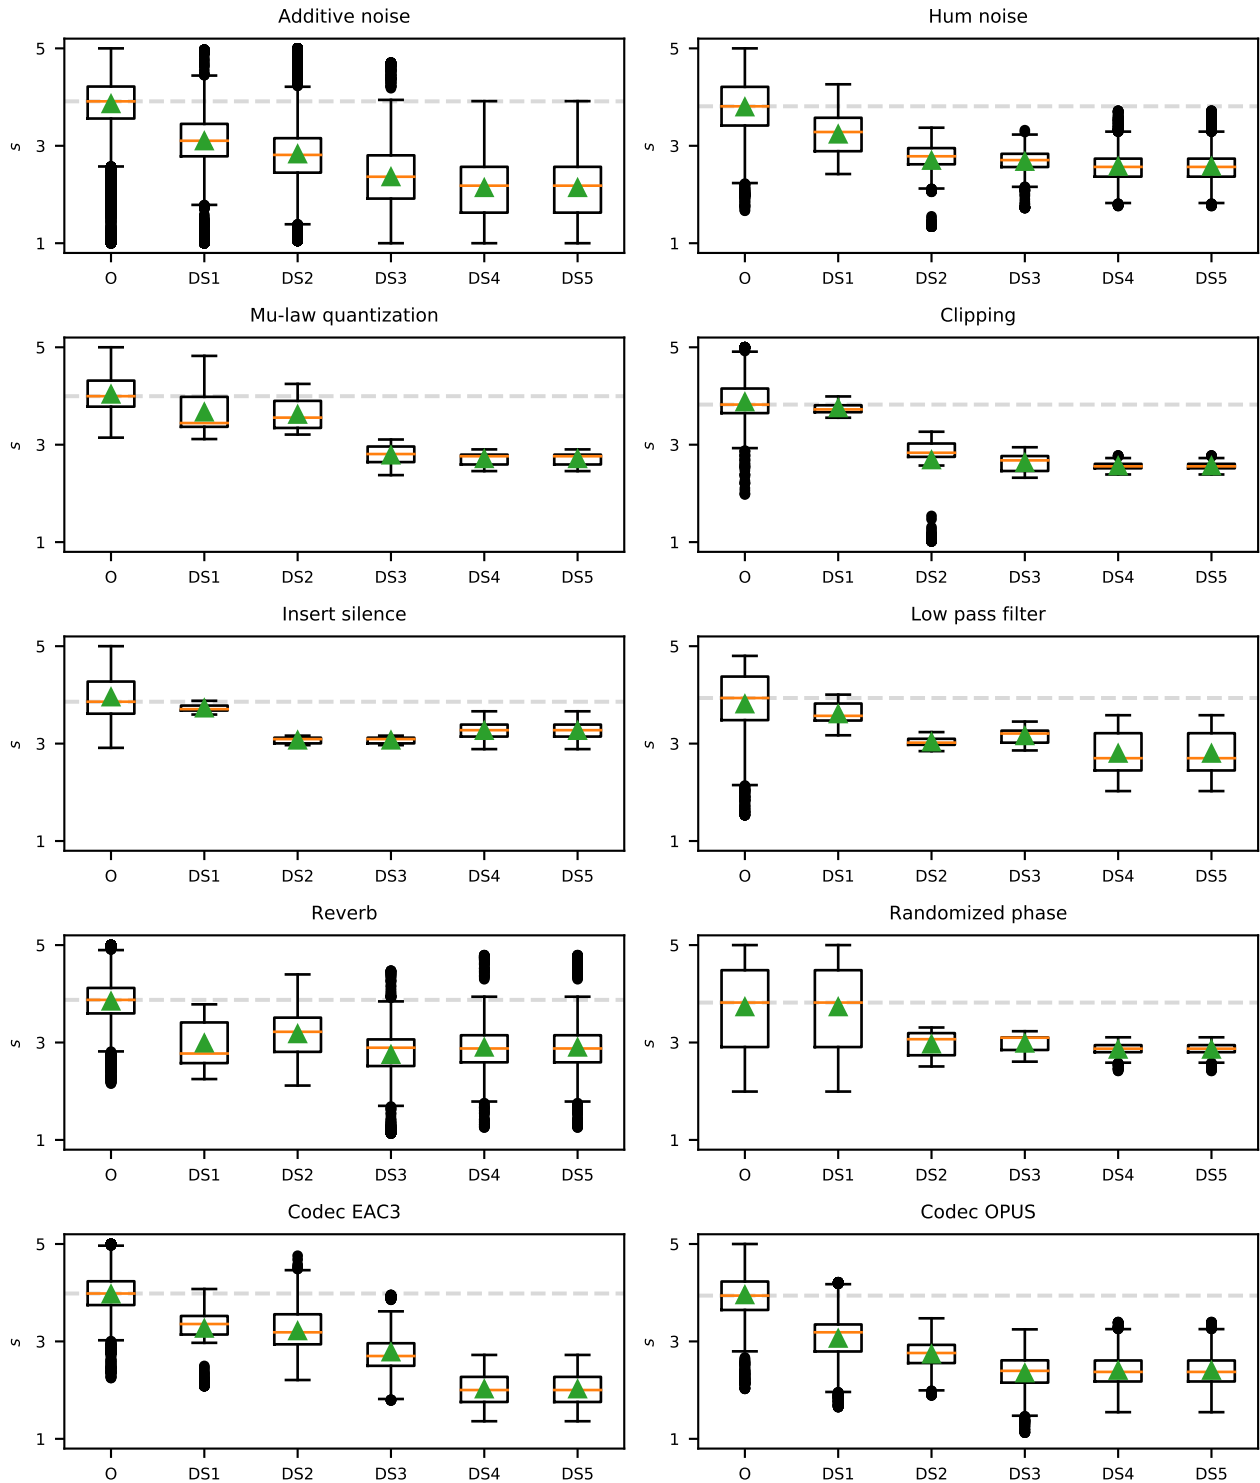 Additive noise
5
3
1
s
O DS1 DS2 DS3 DS4 DS5
Hum noise
5
3
1
s
O DS1 DS2 DS3 DS4 DS5
Mu-law quantization
5
3
1
s
O DS1 DS2 DS3 DS4 DS5
Clipping
5
3
1
s
O DS1 DS2 DS3 DS4 DS5
Insert silence
5
3
1
s
O DS1 DS2 DS3 DS4 DS5
Low pass filter
5
3
1
s
O DS1 DS2 DS3 DS4 DS5
Reverb
5
3
1
s
O DS1 DS2 DS3 DS4 DS5
Randomized phase
5
3
1
s
O DS1 DS2 DS3 DS4 DS5
Codec EAC3
5
3
1
s
O DS1 DS2 DS3 DS4 DS5
Codec OPUS
5
3
1
s
O DS1 DS2 DS3 DS4 DS5